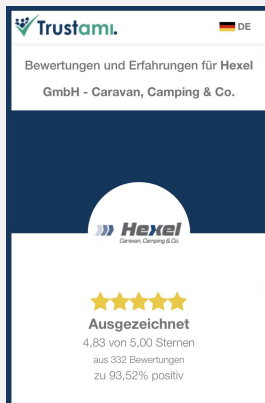 Trustami.
DE
Bewertungen und Erfahrungen für Hexel
GmbH - Caravan, Camping & Co.
Hexel
Caravan, Camping & Co.
Ausgezeichnet
4,83 von 5,00 Sternen
aus 332 Bewertungen
zu 93,52% positiv